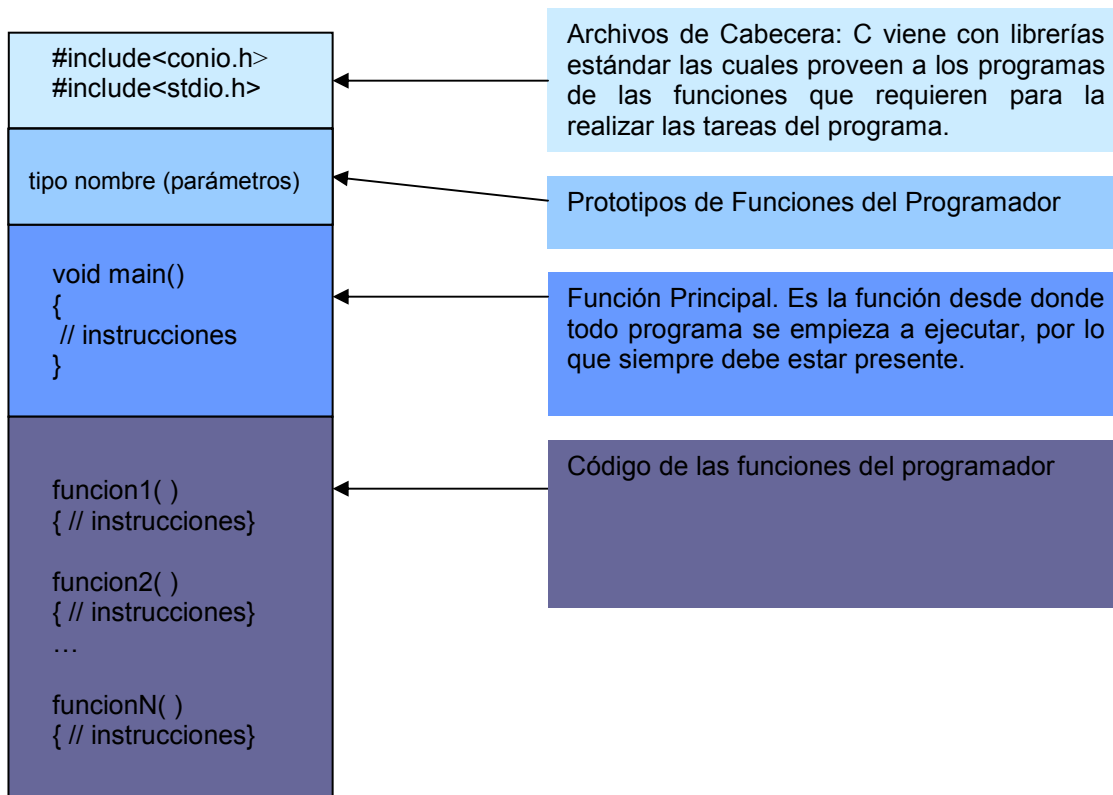 #include<conio.h>
#include<stdio.h>
tipo nombre (parámetros)
void main()
{
// instrucciones
}
funcion1( )
{ // instrucciones}
funcion2( )
{ // instrucciones}
…
funcionN( )
{ // instrucciones}
Archivos de Cabecera: C viene con librerías
estándar las cuales proveen a los programas
de las funciones que requieren para la
realizar las tareas del programa.
Prototipos de Funciones del Programador
Función Principal. Es la función desde donde
todo programa se empieza a ejecutar, por lo
que siempre debe estar presente.
Código de las funciones del programador